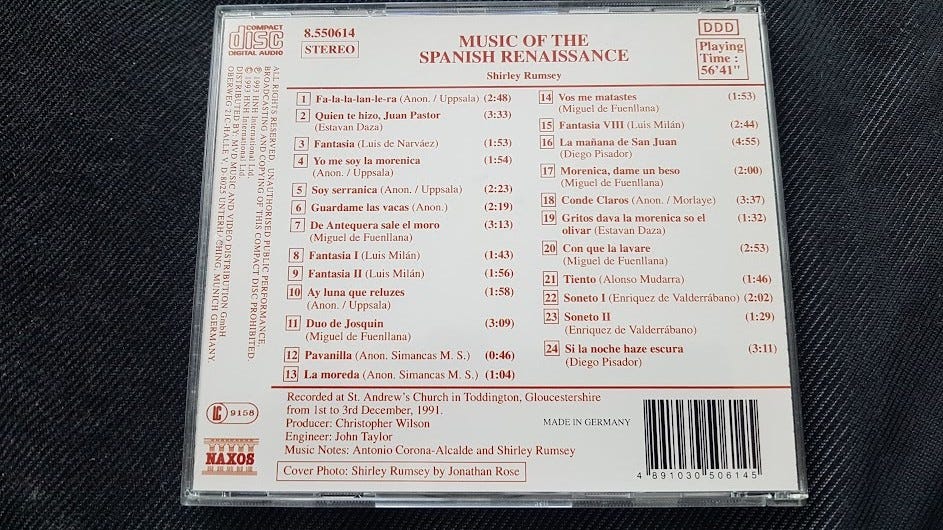 COMPACT
disc
DIGITAL AUDIO
8.550614
STEREO
MUSIC OF THE
SPANISH RENAISSANCE
Shirley Rumsey
DDD
Playing
Time :
56'41"
1 Fa-la-la-lan-le-ra (Anon. / Uppsala) (2:48)
2 Quien te hizo, Juan Pastor (3:33)
(Estavan Daza)
3 Fantasia (Luis de Narváez) (1:53)
4 Yo me soy la morenica (1:54)
(Anon. / Uppsala)
5 Soy serranica (Anon. / Uppsala) (2:23)
6 Guardame las vacas (Anon.) (2:19)
7 De Antequera sale el moro (3:13)
(Miguel de Fuenllana)
8 Fantasia I (Luis Milán) (1:43)
9 Fantasia II (Luis Milán) (1:56)
10 Ay luna que reluzes (1:58)
(Anon. / Uppsala)
11 Duo de Josquin (3:09)
(Miguel de Fuenllana)
12 Pavanilla (Anon. Simancas M. S.) (0:46)
13 La moreda (Anon. Simancas M. S.) (1:04)
14 Vos me matastes (1:53)
(Miguel de Fuenllana)
15 Fantasia VIII (Luis Milán) (2:44)
16 La mañana de San Juan (4:55)
(Diego Pisador)
17 Morenica, dame un beso (2:00)
(Miguel de Fuenllana)
18 Conde Claros (Anon. / Morlaye) (3:37)
19 Gritos dava la morenica so el (1:32)
olivar (Estavan Daza)
20 Con que la lavare (2:53)
(Miguel de Fuenllana)
21 Tiento (Alonso Mudarra) (1:46)
22 Soneto I (Enriquez de Valderrábano) (2:02)
23 Soneto II (1:29)
(Enriquez de Valderrábano)
24 Si la noche haze escura (3:11)
(Diego Pisador)
Recorded at St. Andrew's Church in Toddington, Gloucestershire
from 1st to 3rd December, 1991.
Producer: Christopher Wilson
Engineer: John Taylor
Music Notes: Antonio Corona-Alcalde and Shirley Rumsey
Cover Photo: Shirley Rumsey by Jonathan Rose
MADE IN GERMANY
4 891030 506145
ALL RIGHTS RESERVED. UNAUTHORISED PUBLIC PERFORMANCE,
BROADCASTING AND COPYING OF THIS COMPACT DISC PROHIBITED.
℗ 1993 HNH International Ltd.
© 1993 HNH International Ltd.
DISTRIBUTED BY: MVD MUSIC AND VIDEO DISTRIBUTION GmbH
OBERWEG 21C-HALLE V, D-8025 MUNICH GERMANY
LC 9158
NAXOS